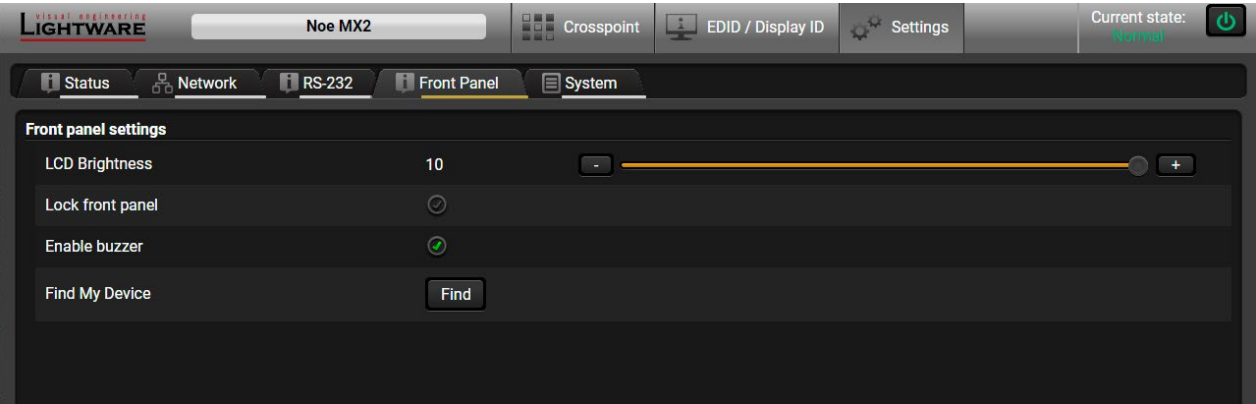 visual engineering
LIGHTWARE
Noe MX2
Crosspoint
EDID / Display ID
Settings
Current state:
Normal
Status
Network
RS-232
Front Panel
System
Front panel settings
LCD Brightness 10 - +
Lock front panel
Enable buzzer
Find My Device Find